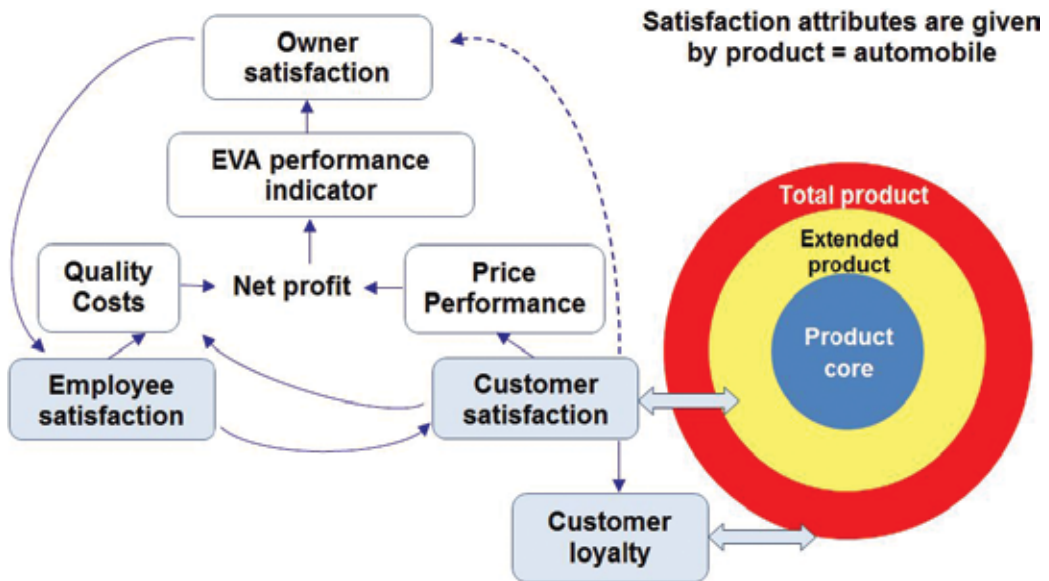 Satisfaction attributes are given
by product = automobile
Owner
satisfaction
EVA performance
indicator
Quality
Costs
Net profit
Price
Performance
Employee
satisfaction
Customer
satisfaction
Customer
loyalty
Total product
Extended
product
Product
core